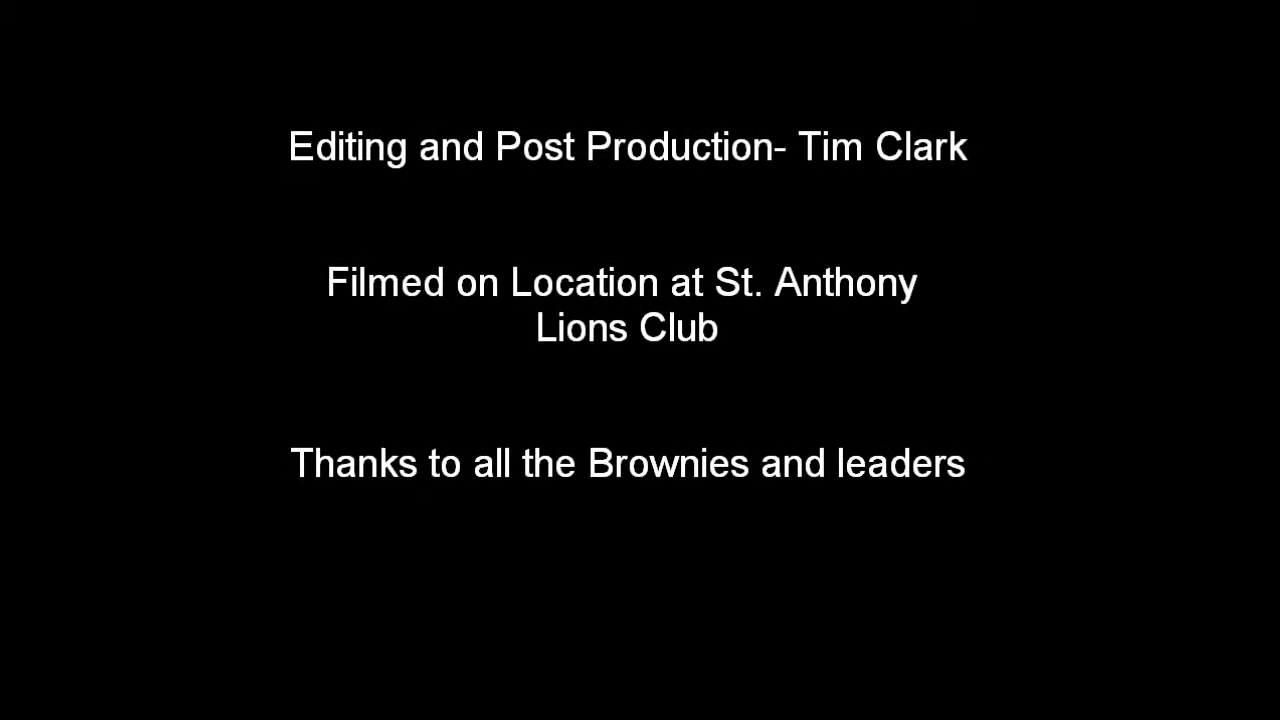 Editing and Post Production- Tim Clark
Filmed on Location at St. Anthony
Lions Club
Thanks to all the Brownies and leaders